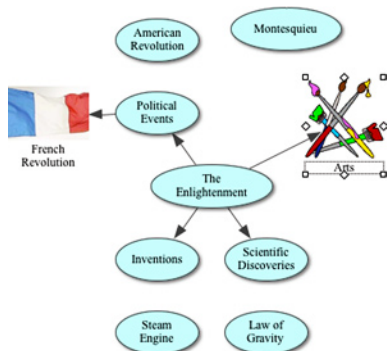 American
Revolution
Montesquieu
Political
Events
French
Revolution
Arts
The
Enlightenment
Inventions
Scientific
Discoveries
Steam
Engine
Law of
Gravity